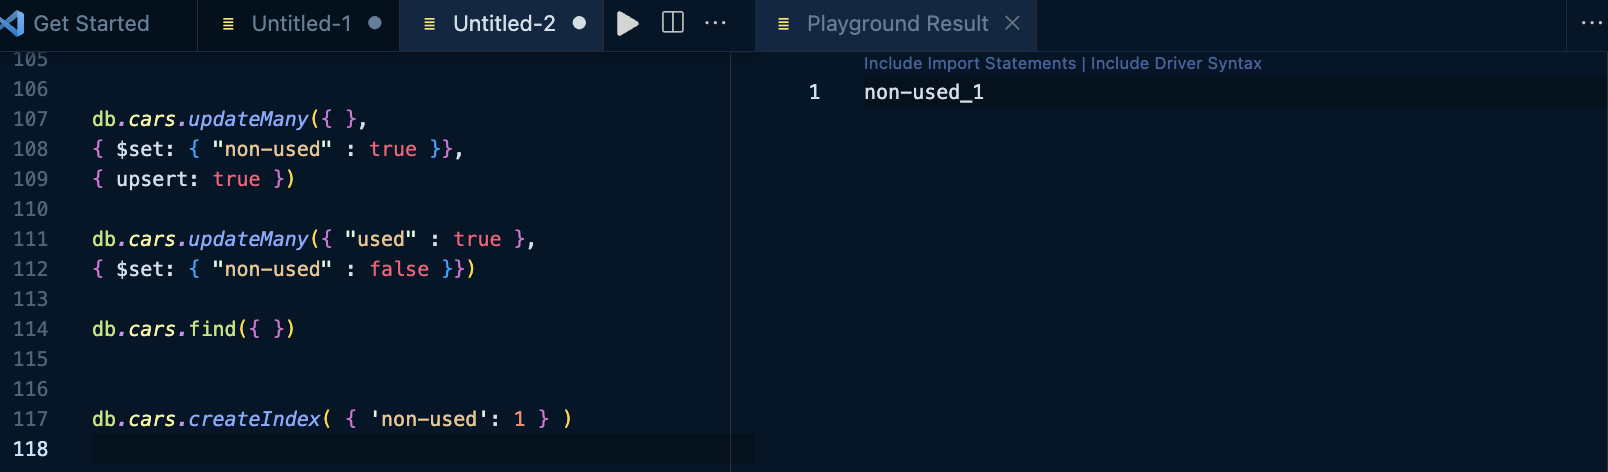 Get Started
Untitled-1
Untitled-2
Playground Result
105
106
107 db.cars.updateMany({ },
108 { $set: { "non-used" : true }},
109 { upsert: true })
110
111 db.cars.updateMany({ "used" : true },
112 { $set: { "non-used" : false }})
113
114 db.cars.find({ })
115
116
117 db.cars.createIndex( { 'non-used': 1 } )
118
Include Import Statements | Include Driver Syntax
1 non-used_1